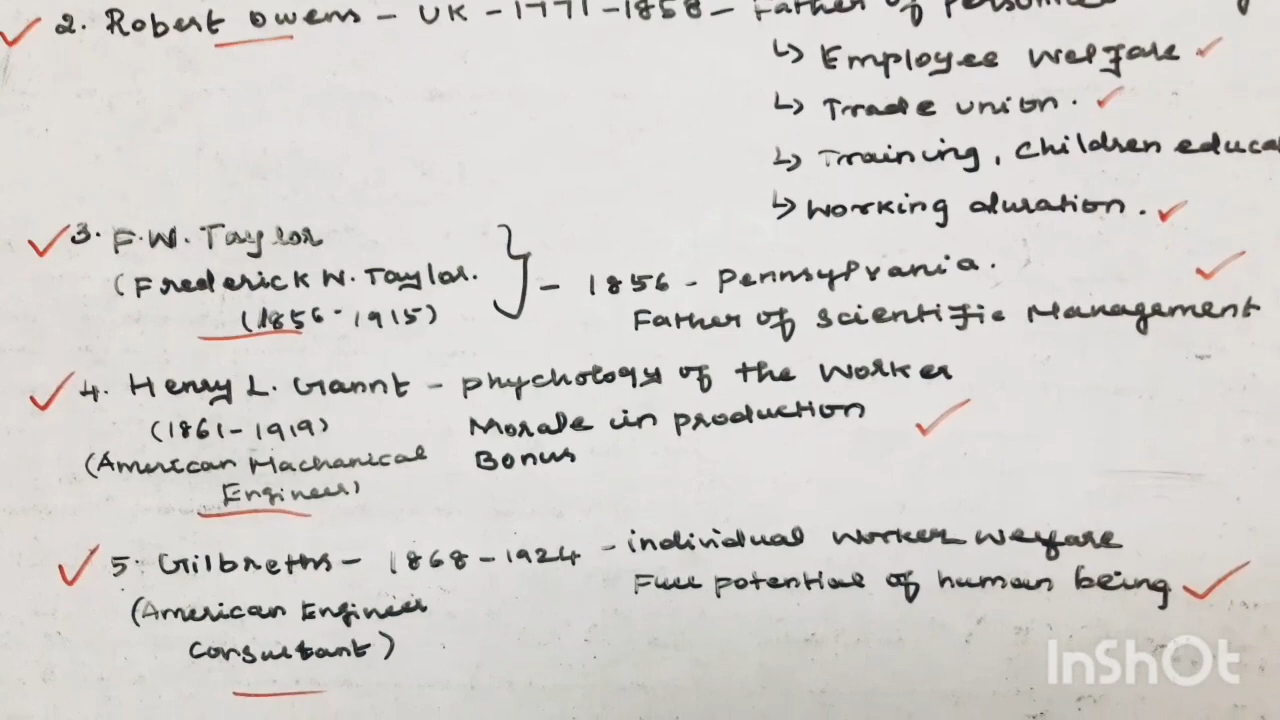 2. Robert Owens - UK - 1771-1858 - Father of
↳ Employee Welfare ✓
↳ Trade union. ✓
↳ Training, children educa
↳ Working duration. ✓
3. F.W. Taylor
(Frederick W. Taylor.
(1856-1915)
} - 1856 - Pennsylvania.
Father of Scientific Management
4. Henry L. Gannt - phychology of the Worker
(1861-1919) Morale in production
(American Machanical Bonus
Engineer)
5. Gilbreths - 1868-1924 - individual worker welfare
Full potential of human being
(American Engineer
Consultant)
InShOt